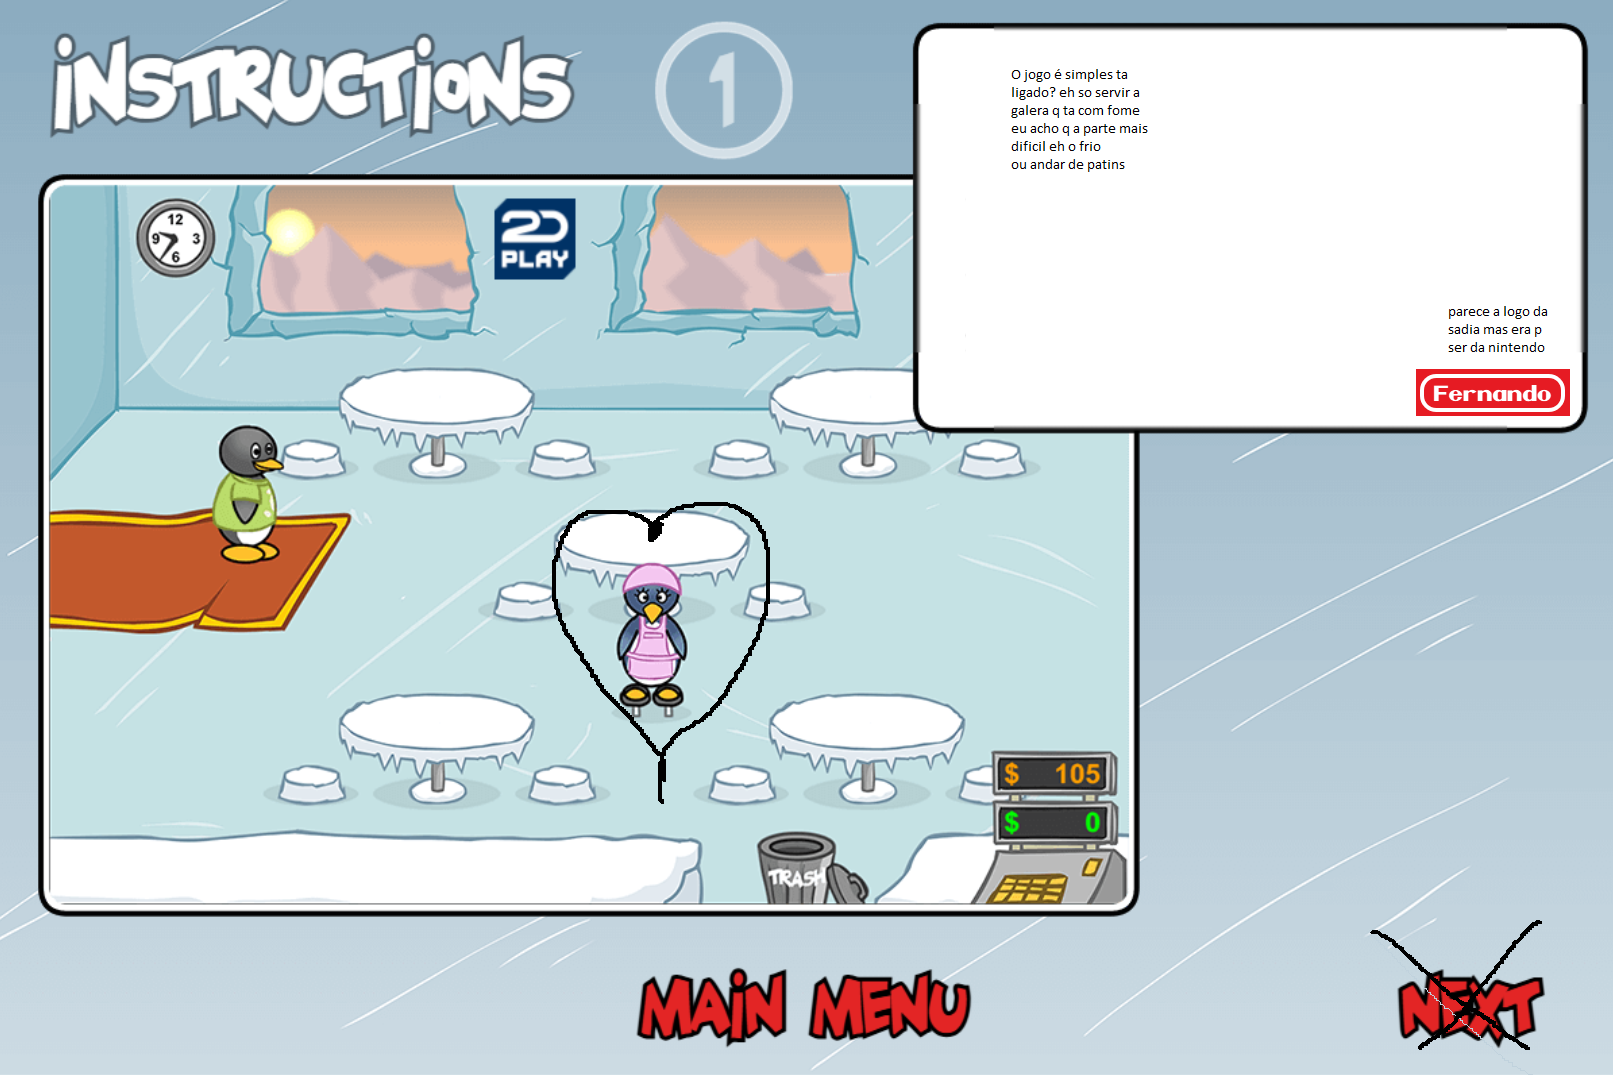 INSTRUCTIONS
1
O jogo é simples ta
ligado? eh so servir a
galera q ta com fome
eu acho q a parte mais
dificil eh o frio
ou andar de patins
parece a logo da
sadia mas era p
ser da nintendo
Fernando
12
9 3
6
2D
PLAY
$ 105
$ 0
TRASH
MAIN MENU
NEXT